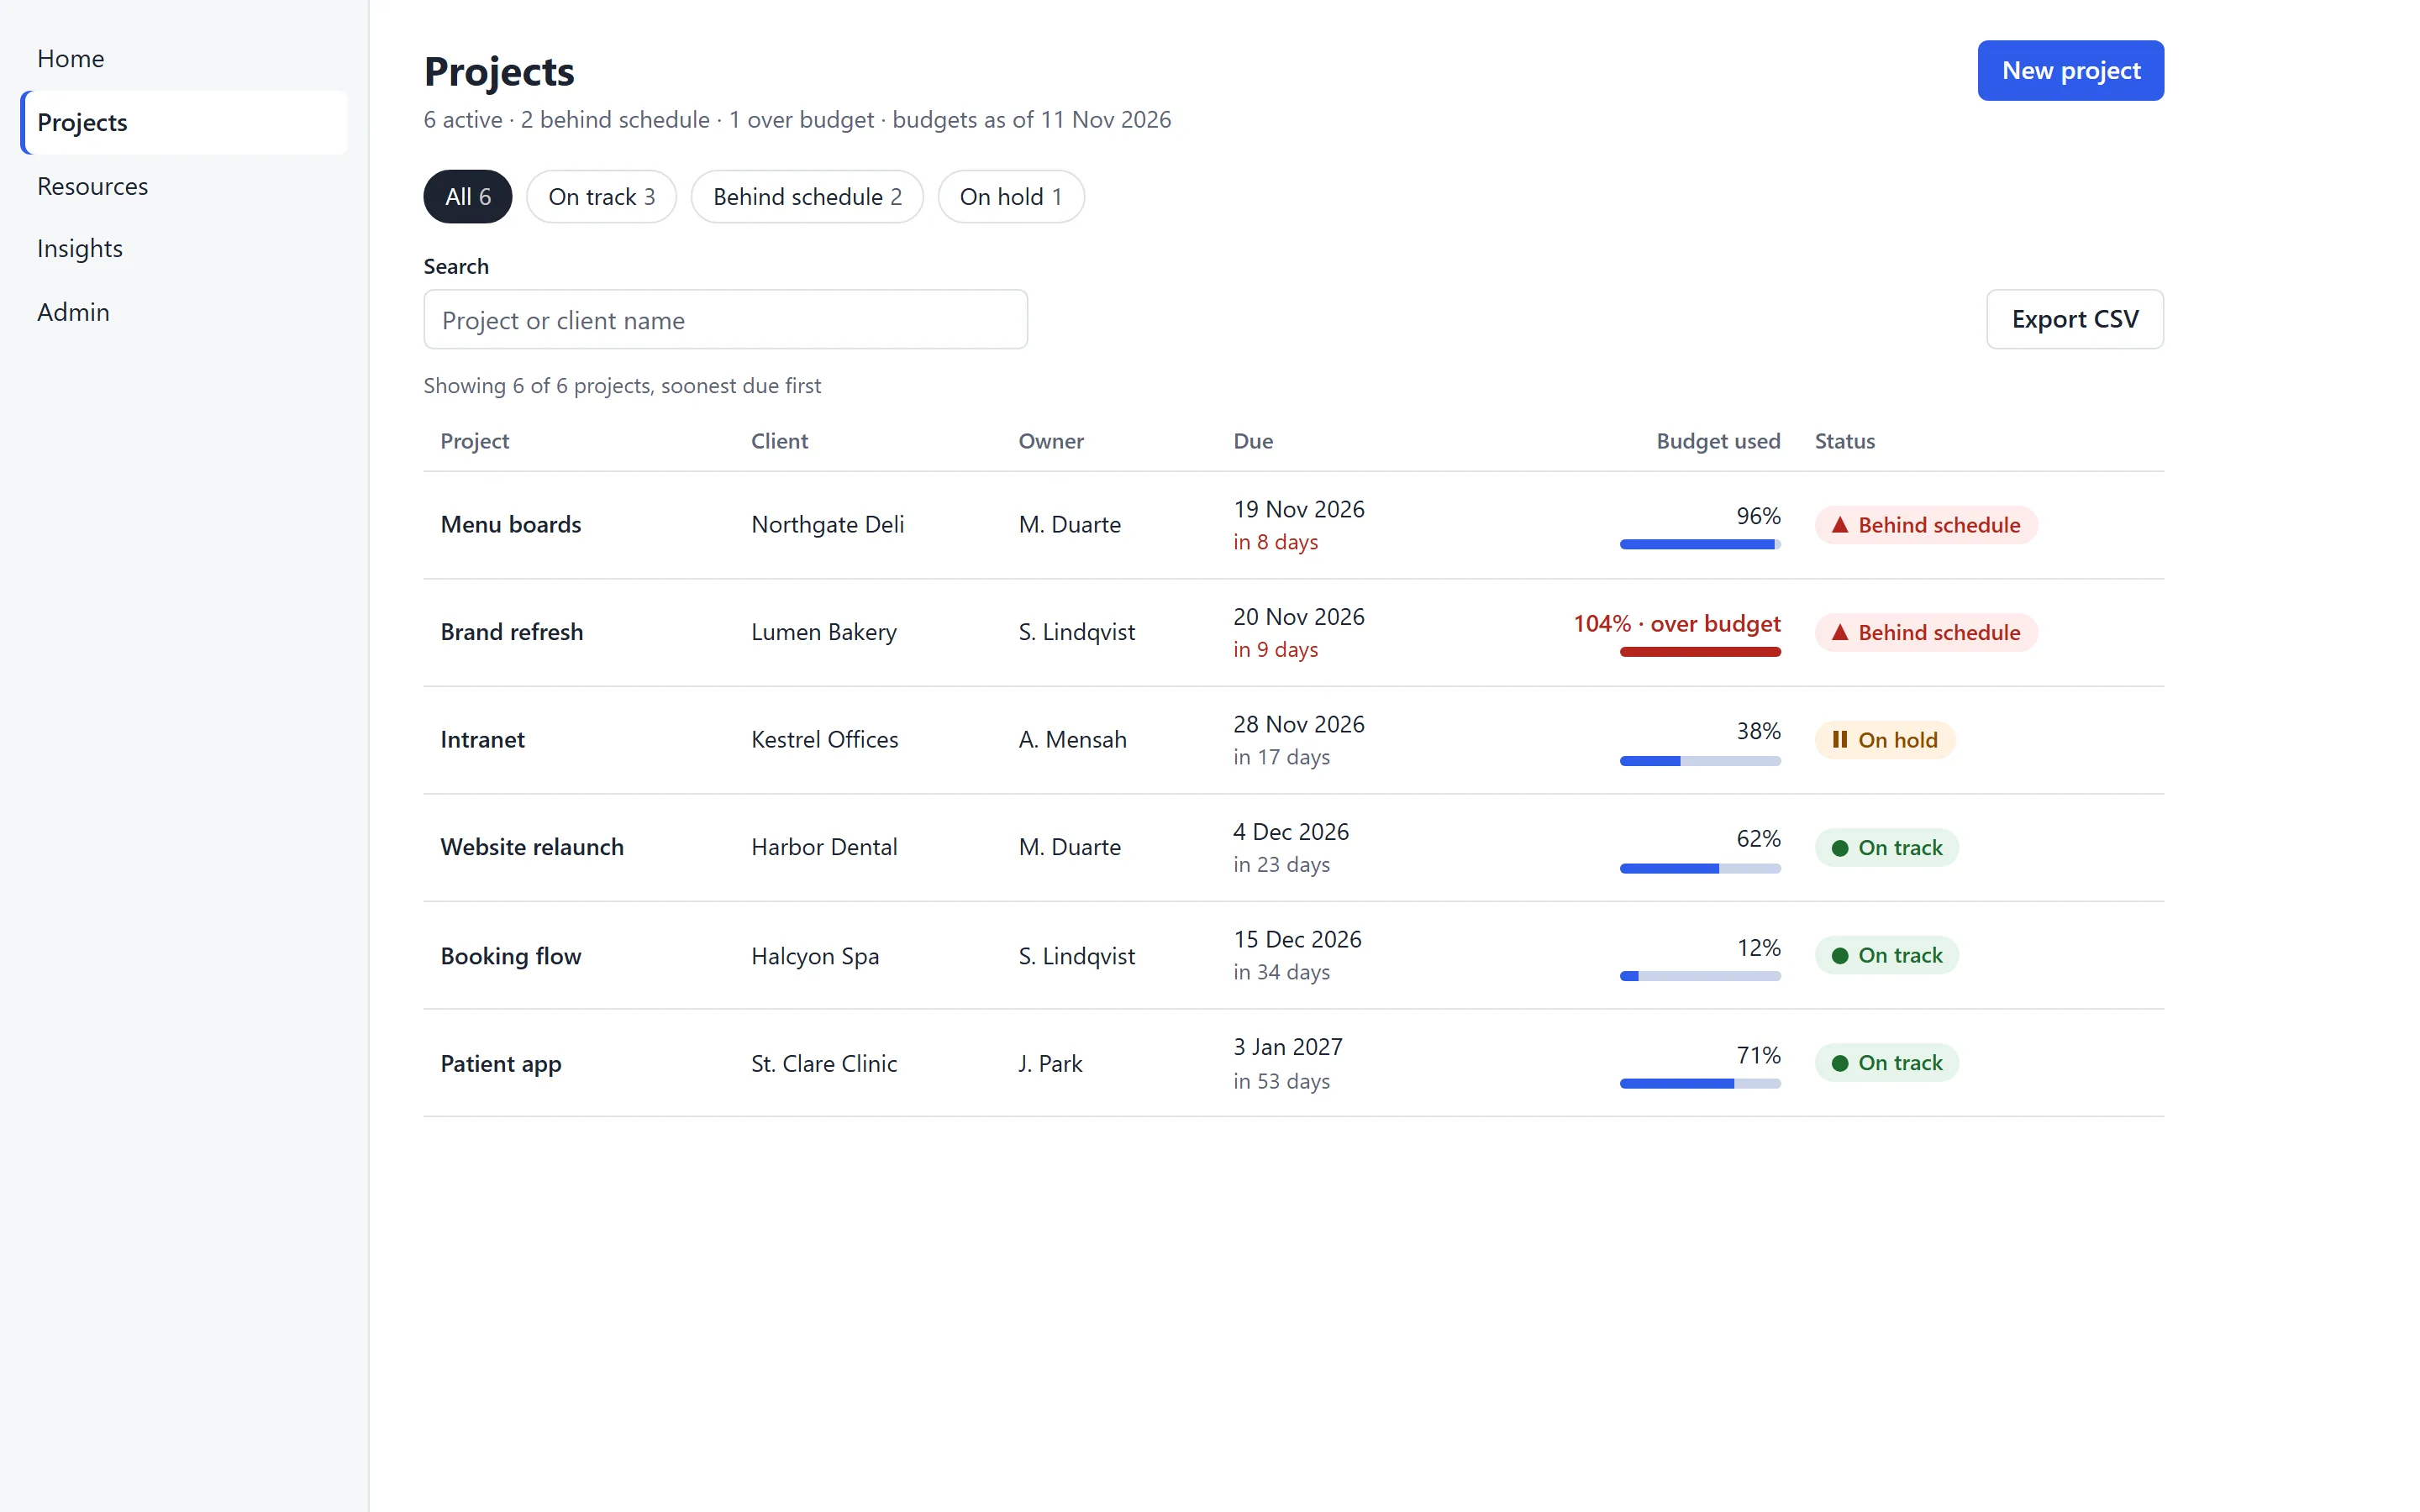 Home
Projects
Resources
Insights
Admin
Projects
New project
6 active · 2 behind schedule · 1 over budget · budgets as of 11 Nov 2026
All 6
On track 3
Behind schedule 2
On hold 1
Search
Project or client name
Export CSV
Showing 6 of 6 projects, soonest due first
Project Client Owner Due Budget used Status
Menu boards Northgate Deli M. Duarte 19 Nov 2026 96% Behind schedule
in 8 days
Brand refresh Lumen Bakery S. Lindqvist 20 Nov 2026 104% · over budget Behind schedule
in 9 days
Intranet Kestrel Offices A. Mensah 28 Nov 2026 38% On hold
in 17 days
Website relaunch Harbor Dental M. Duarte 4 Dec 2026 62% On track
in 23 days
Booking flow Halcyon Spa S. Lindqvist 15 Dec 2026 12% On track
in 34 days
Patient app St. Clare Clinic J. Park 3 Jan 2027 71% On track
in 53 days